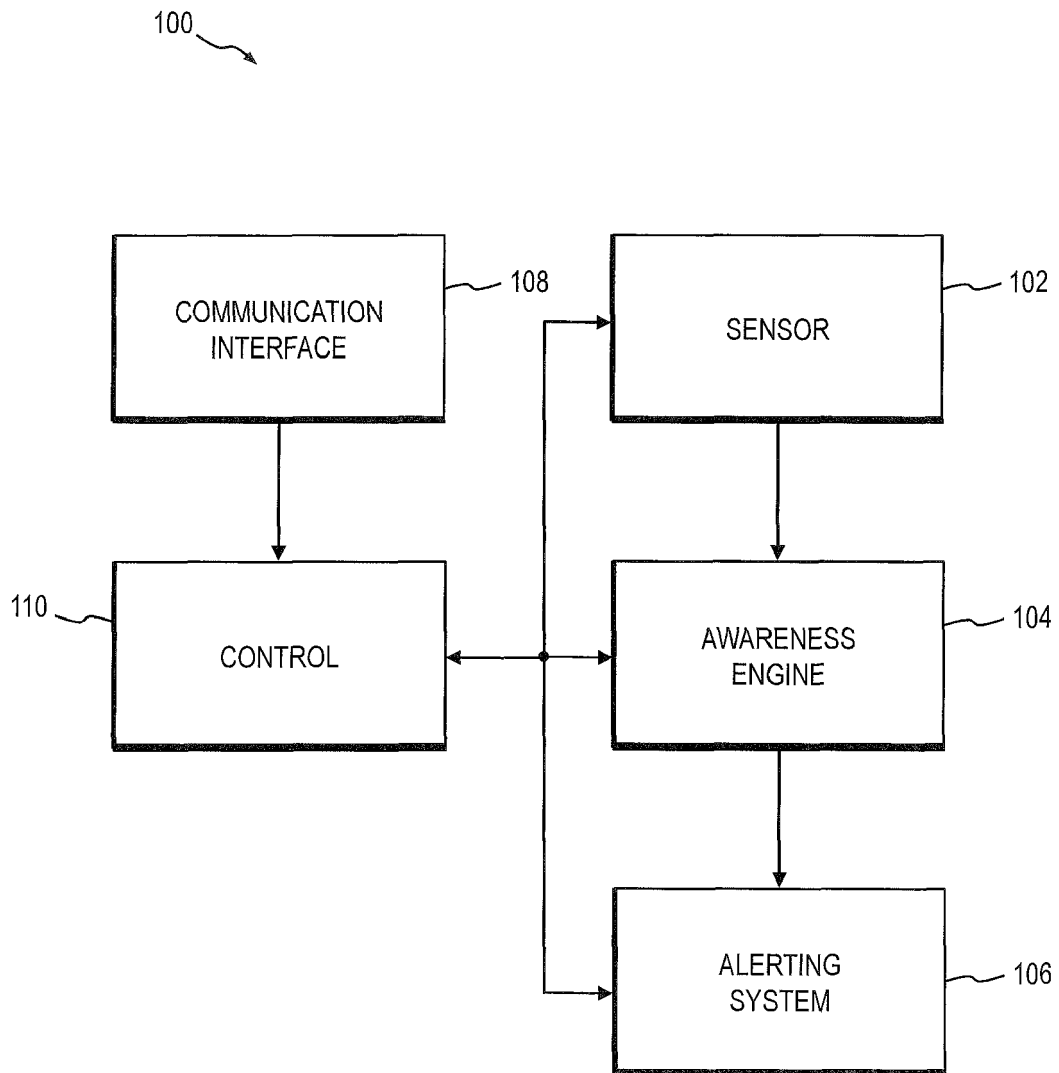 100
COMMUNICATION
INTERFACE
108
SENSOR
102
110
CONTROL
AWARENESS
ENGINE
104
ALERTING
SYSTEM
106